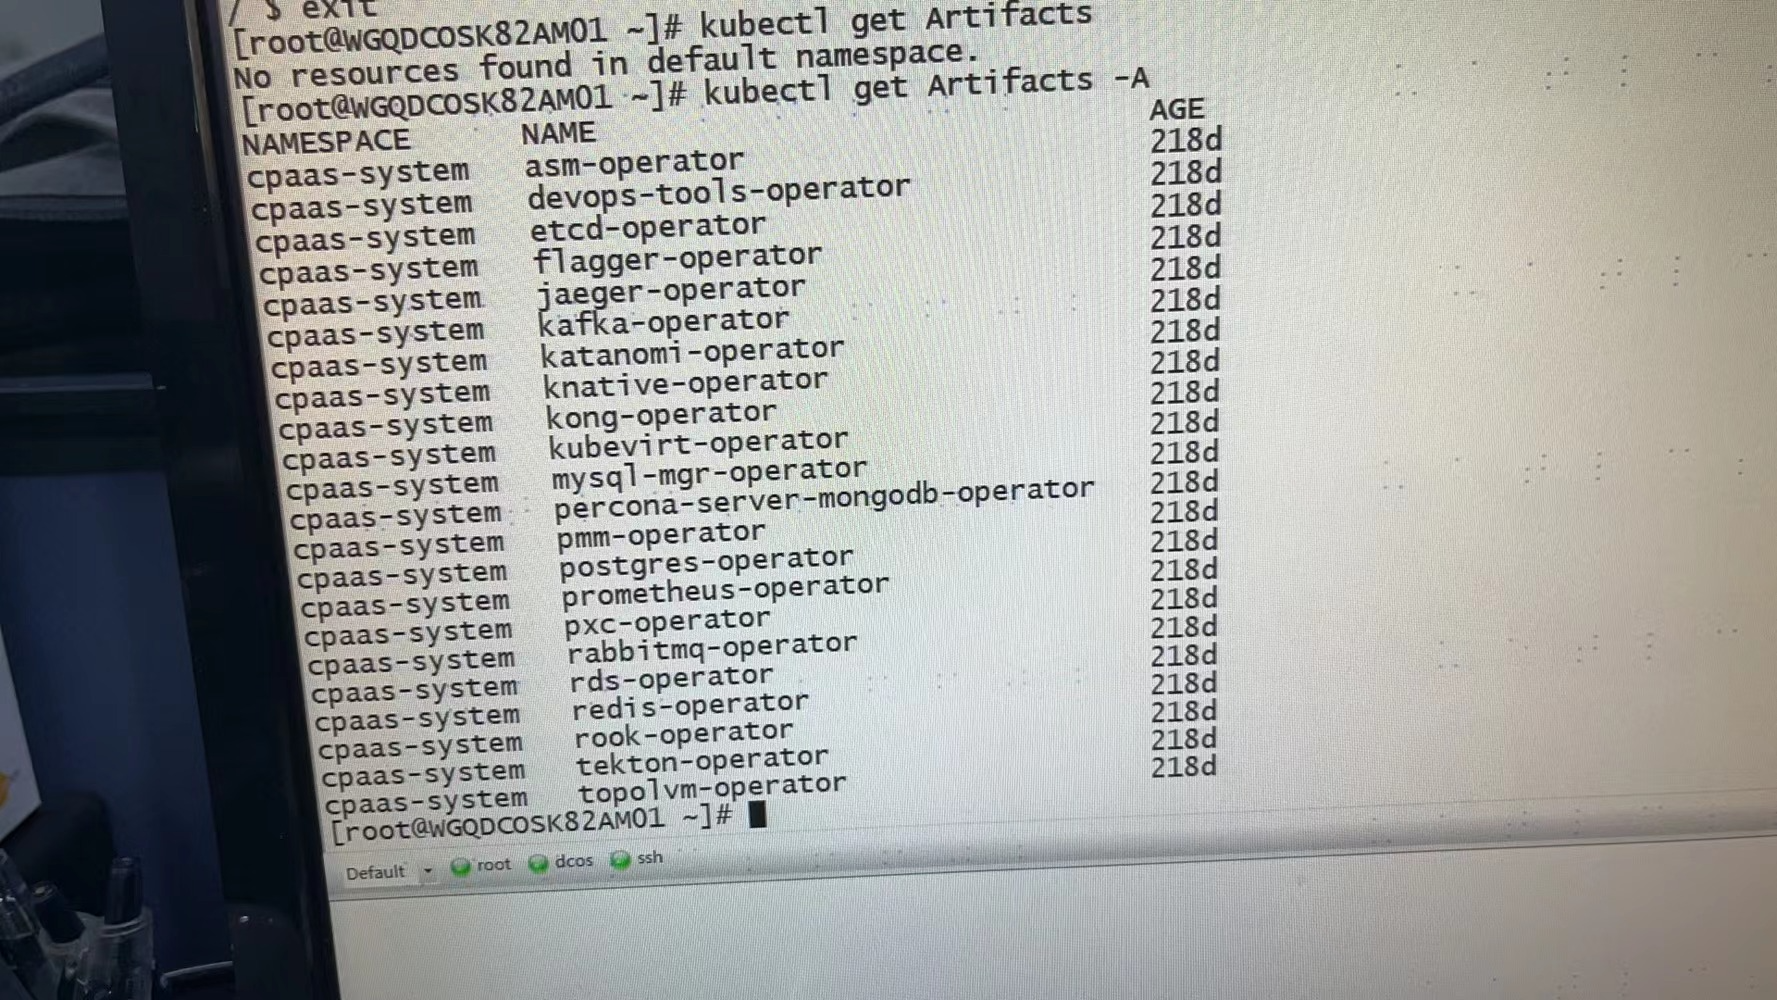 / $ exit
[root@WGQDCOSK82AM01 ~]# kubectl get Artifacts
No resources found in default namespace.
[root@WGQDCOSK82AM01 ~]# kubectl get Artifacts -A
NAMESPACE NAME AGE
cpaas-system asm-operator 218d
cpaas-system devops-tools-operator 218d
cpaas-system etcd-operator 218d
cpaas-system flagger-operator 218d
cpaas-system jaeger-operator 218d
cpaas-system kafka-operator 218d
cpaas-system katanomi-operator 218d
cpaas-system knative-operator 218d
cpaas-system kong-operator 218d
cpaas-system kubevirt-operator 218d
cpaas-system mysql-mgr-operator 218d
cpaas-system percona-server-mongodb-operator 218d
cpaas-system pmm-operator 218d
cpaas-system postgres-operator 218d
cpaas-system prometheus-operator 218d
cpaas-system pxc-operator 218d
cpaas-system rabbitmq-operator 218d
cpaas-system rds-operator 218d
cpaas-system redis-operator 218d
cpaas-system rook-operator 218d
cpaas-system tekton-operator 218d
cpaas-system topolvm-operator 218d
[root@WGQDCOSK82AM01 ~]#
Default root dcos ssh